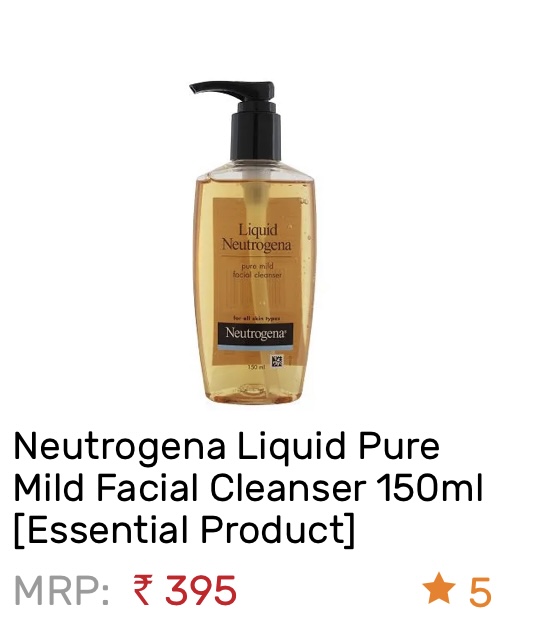 Liquid
Neutrogena
pure mild
facial cleanser
for all skin types
Neutrogena®
150 ml
Neutrogena Liquid Pure
Mild Facial Cleanser 150ml
[Essential Product]
MRP: ₹ 395 5